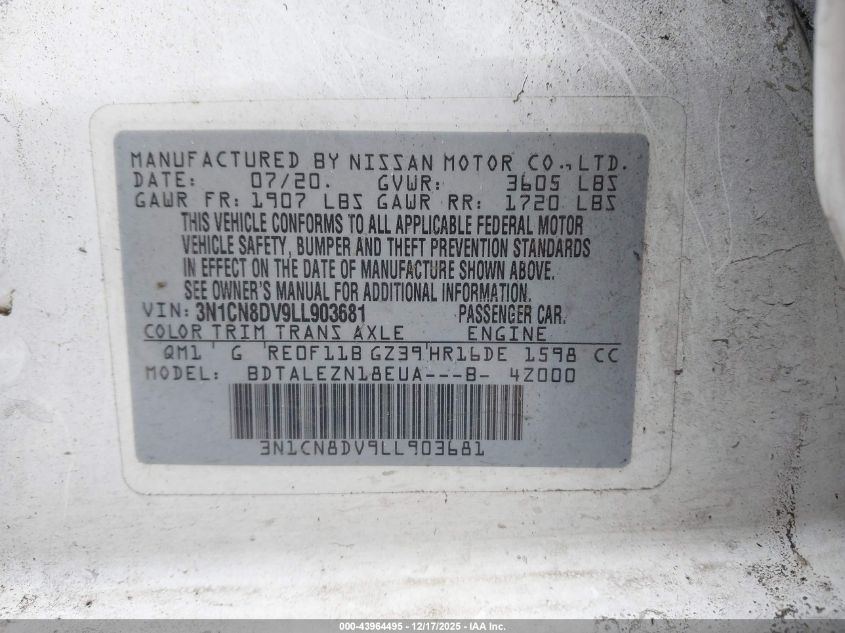 MANUFACTURED BY NISSAN MOTOR CO., LTD.
DATE: 07/20. GVWR: 3605 LBS
GAWR FR: 1907 LBS GAWR RR: 1720 LBS
THIS VEHICLE CONFORMS TO ALL APPLICABLE FEDERAL MOTOR
VEHICLE SAFETY, BUMPER AND THEFT PREVENTION STANDARDS
IN EFFECT ON THE DATE OF MANUFACTURE SHOWN ABOVE.
SEE OWNER'S MANUAL FOR ADDITIONAL INFORMATION.
VIN: 3N1CN8DV9LL903681 PASSENGER CAR.
COLOR TRIM TRANS AXLE ENGINE
QM1 G RE0F11B GZ39 HR16DE 1598 CC
MODEL: BDTALEZN18EUA---B- 4Z000
3N1CN8DV9LL903681
000-43964495 - 12/17/2025 - IAA Inc.